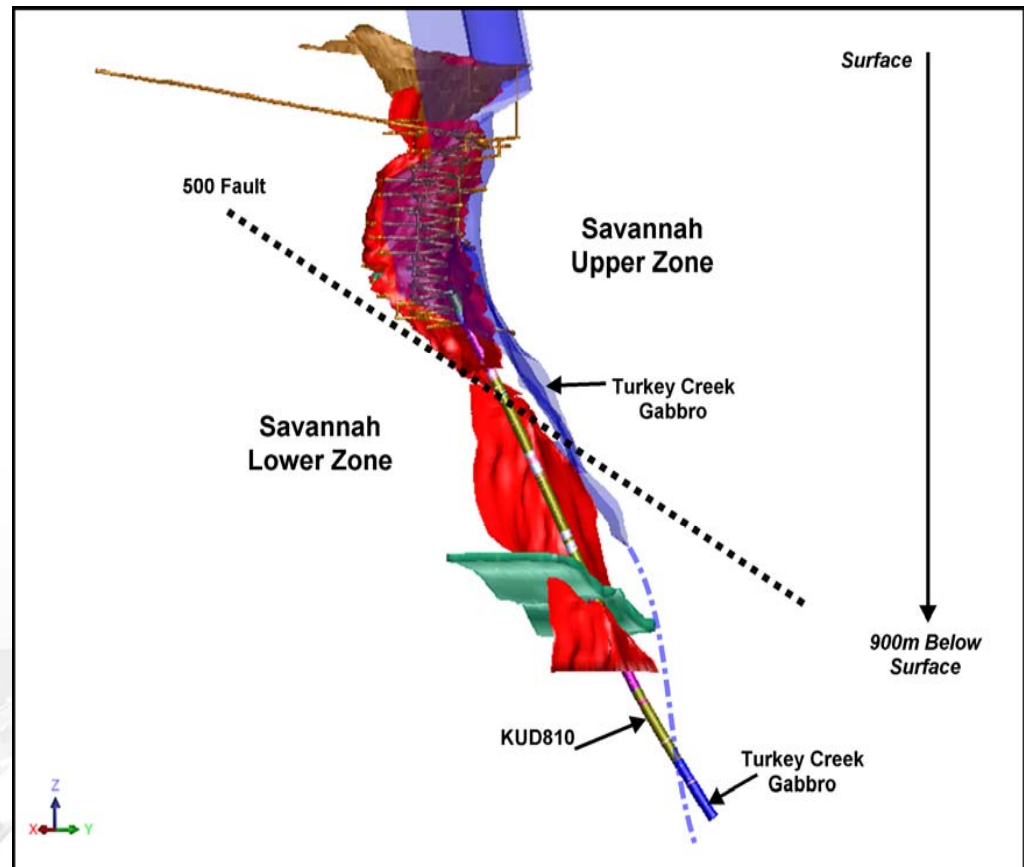 Surface
500 Fault
Savannah
Upper Zone
Turkey Creek
Gabbro
Savannah
Lower Zone
900m Below
Surface
KUD810
Turkey Creek
Gabbro
Z
X
Y